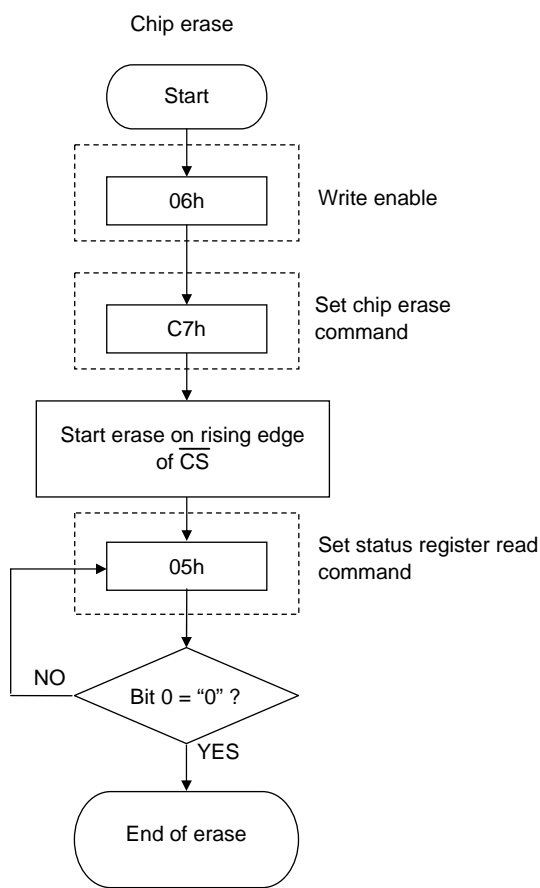 Chip erase
Start
06h
Write enable
C7h
Set chip erase
command
Start erase on rising edge
of C̅S̅
05h
Set status register read
command
NO
Bit 0 = “0” ?
YES
End of erase